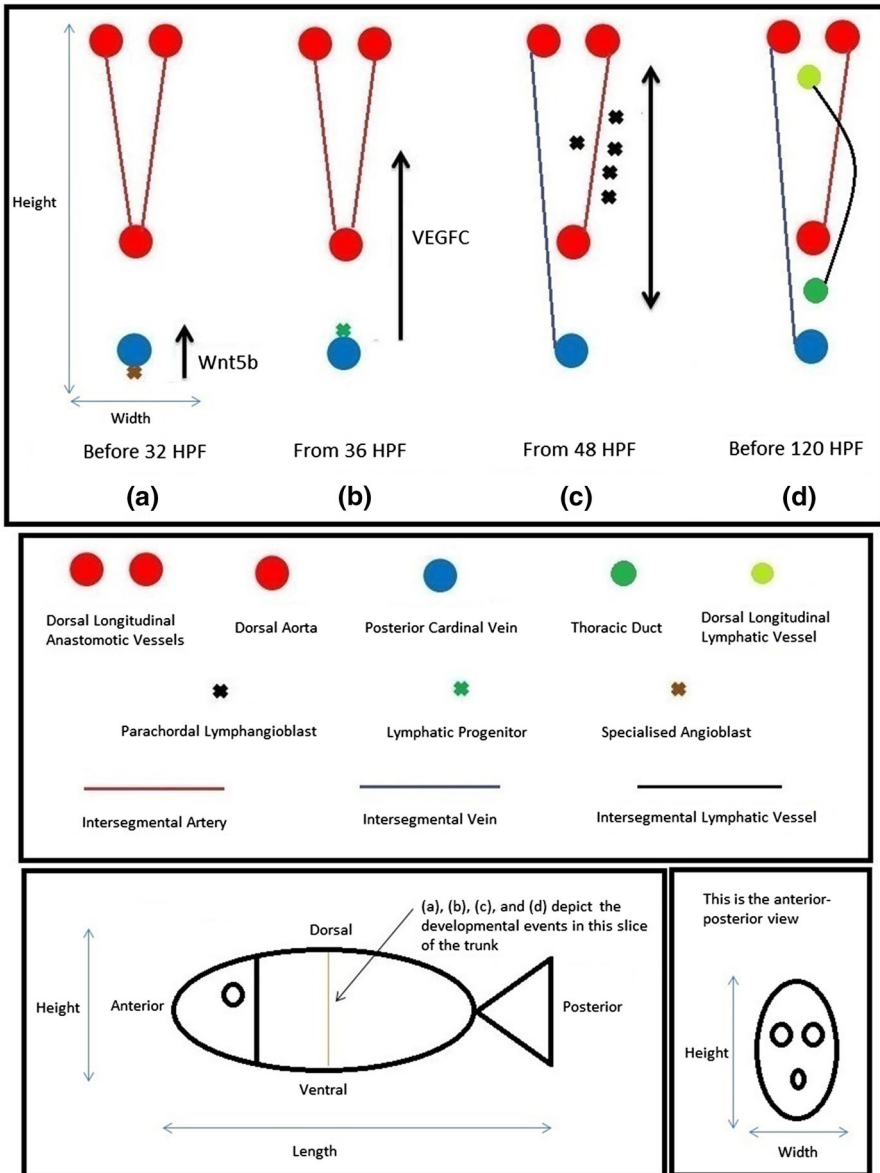 Height
Wnt5b
VEGFC
Width
Before 32 HPF
From 36 HPF
From 48 HPF
Before 120 HPF
(a)
(b)
(c)
(d)
Dorsal Longitudinal
Anastomotic Vessels
Dorsal Aorta
Posterior Cardinal Vein
Thoracic Duct
Dorsal Longitudinal
Lymphatic Vessel
Parachordal Lymphangioblast
Lymphatic Progenitor
Specialised Angioblast
Intersegmental Artery
Intersegmental Vein
Intersegmental Lymphatic Vessel
(a), (b), (c), and (d) depict the
developmental events in this slice
of the trunk
Dorsal
Height
Anterior
Posterior
Ventral
Length
This is the anterior-
posterior view
Height
Width